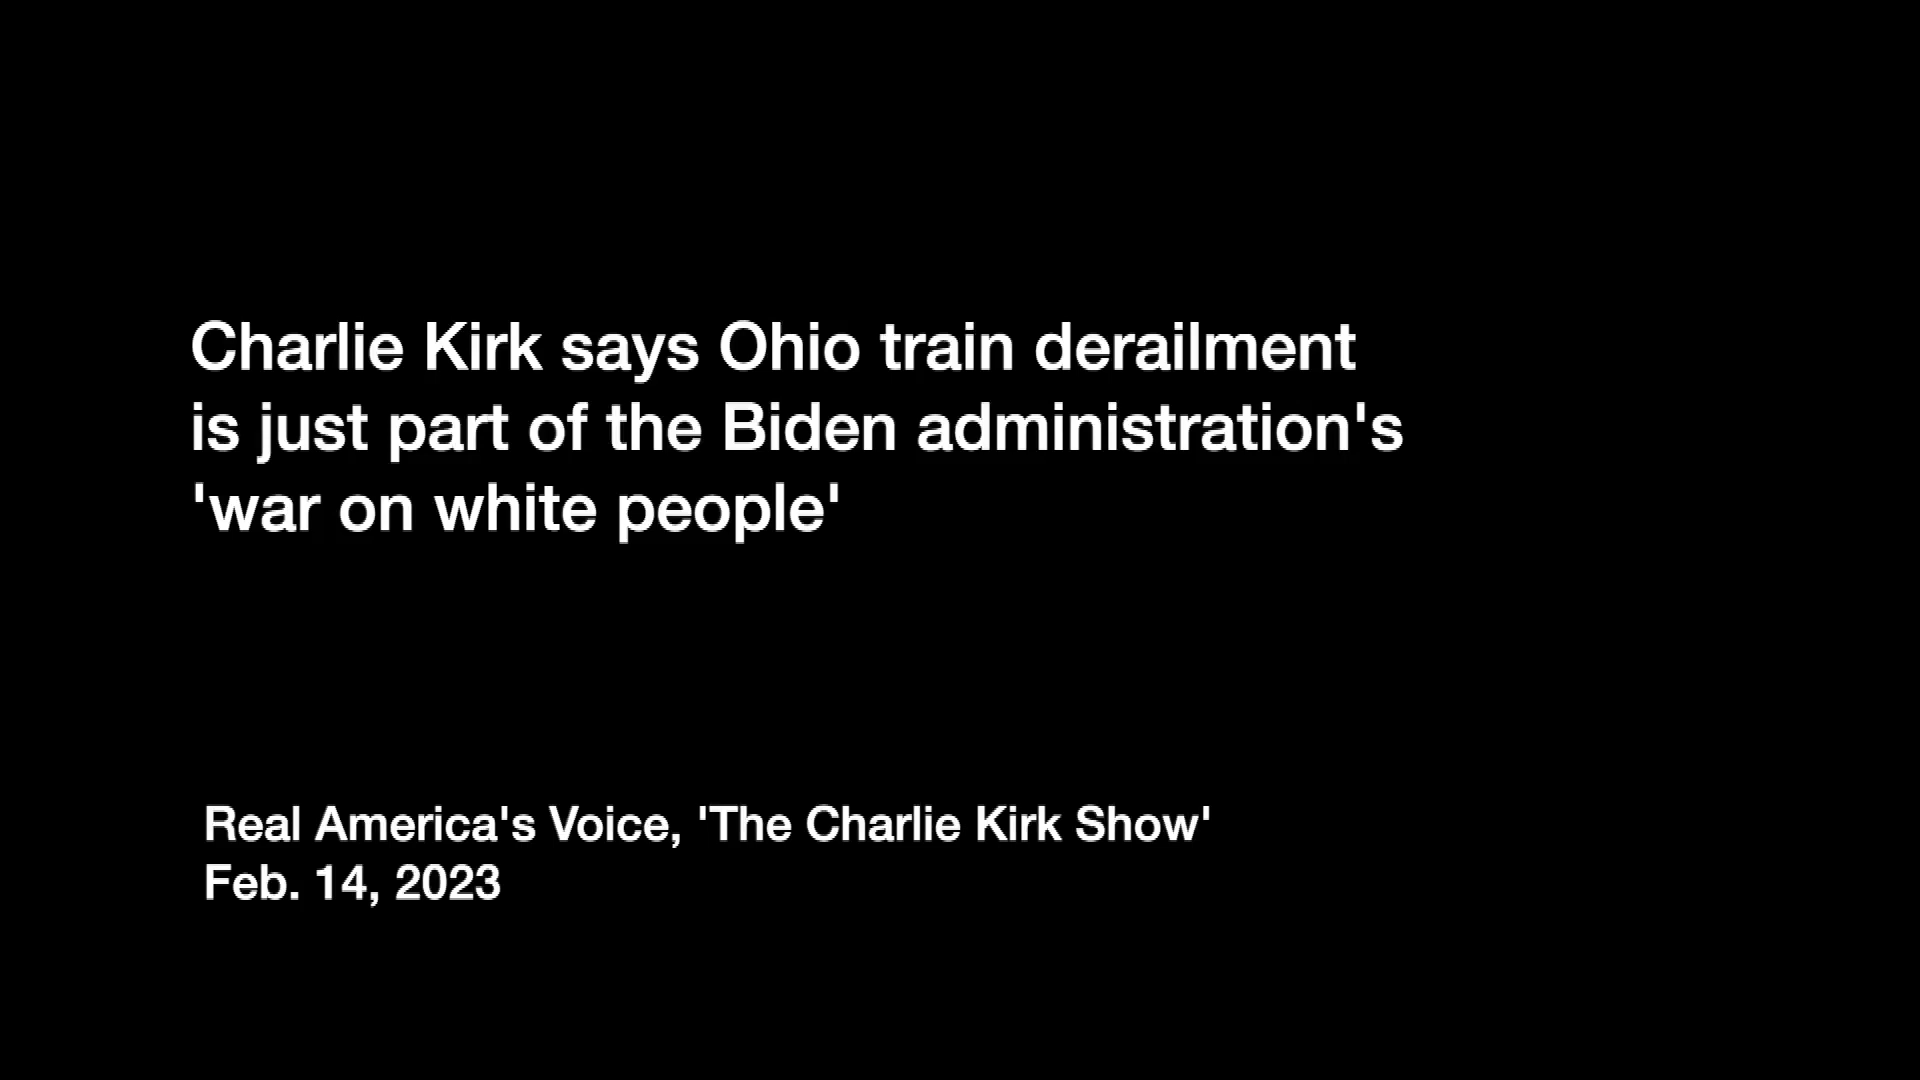 Charlie Kirk says Ohio train derailment
is just part of the Biden administration's
'war on white people'
Real America's Voice, 'The Charlie Kirk Show'
Feb. 14, 2023